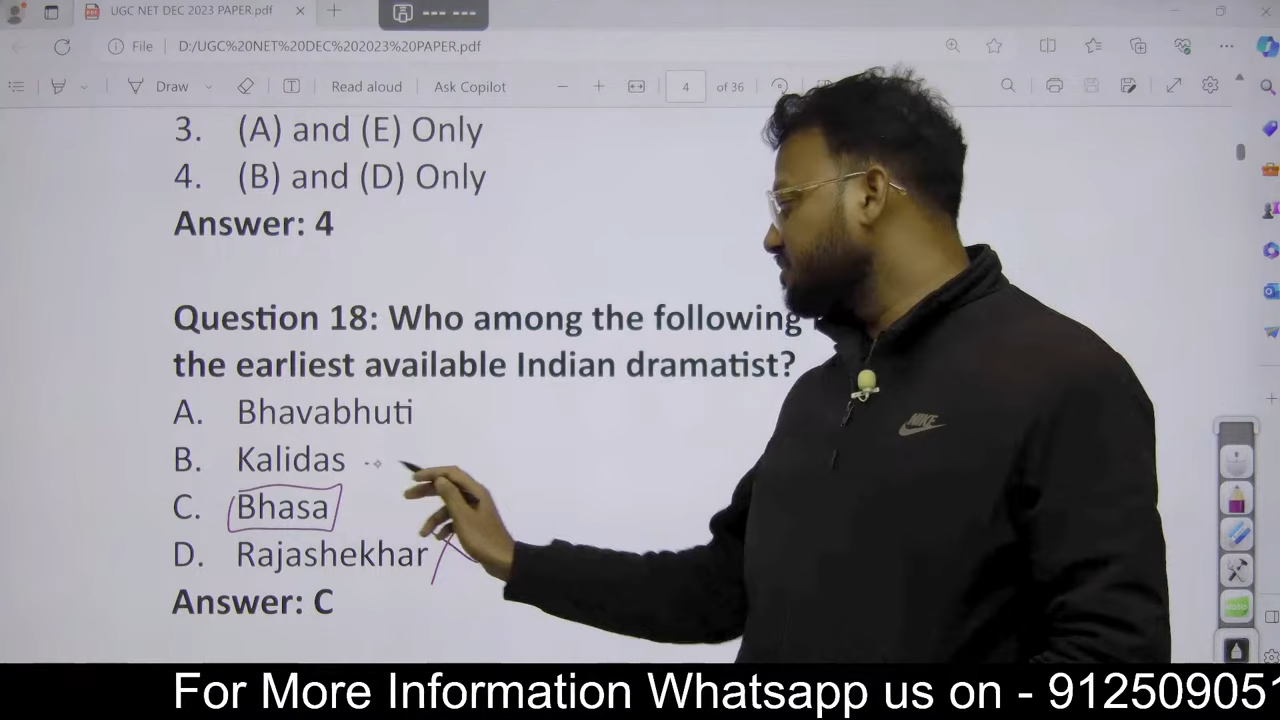 UGC NET DEC 2023 PAPER.pdf
File D:/UGC%20NET%20DEC%202023%20PAPER.pdf
Draw Read aloud Ask Copilot 4 of 36
3. (A) and (E) Only
4. (B) and (D) Only
Answer: 4
Question 18: Who among the following
the earliest available Indian dramatist?
A. Bhavabhuti
B. Kalidas
C. Bhasa
D. Rajashekhar
Answer: C
NIKE
For More Information Whatsapp us on - 912509051